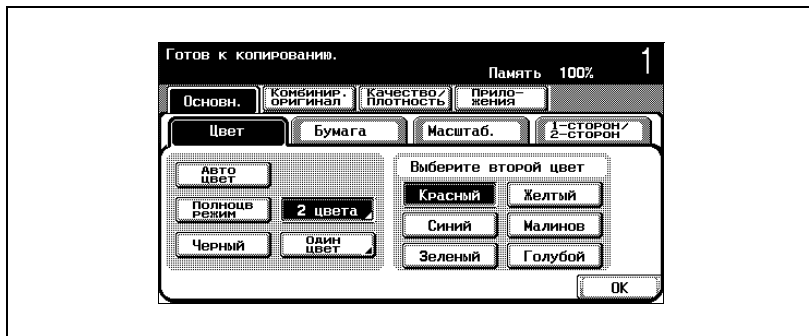 Готов к копированию.
Память 100%
1
Основн.
Комбинир.
оригинал
Качество/
Плотность
Прило-
жения
Цвет
Бумага
Масштаб.
1-сторон/
2-сторон
Авто
цвет
Полноцв
режим
2 цвета
Черный
Один
цвет
Выберите второй цвет
Красный
Желтый
Синий
Малинов
Зеленый
Голубой
OK